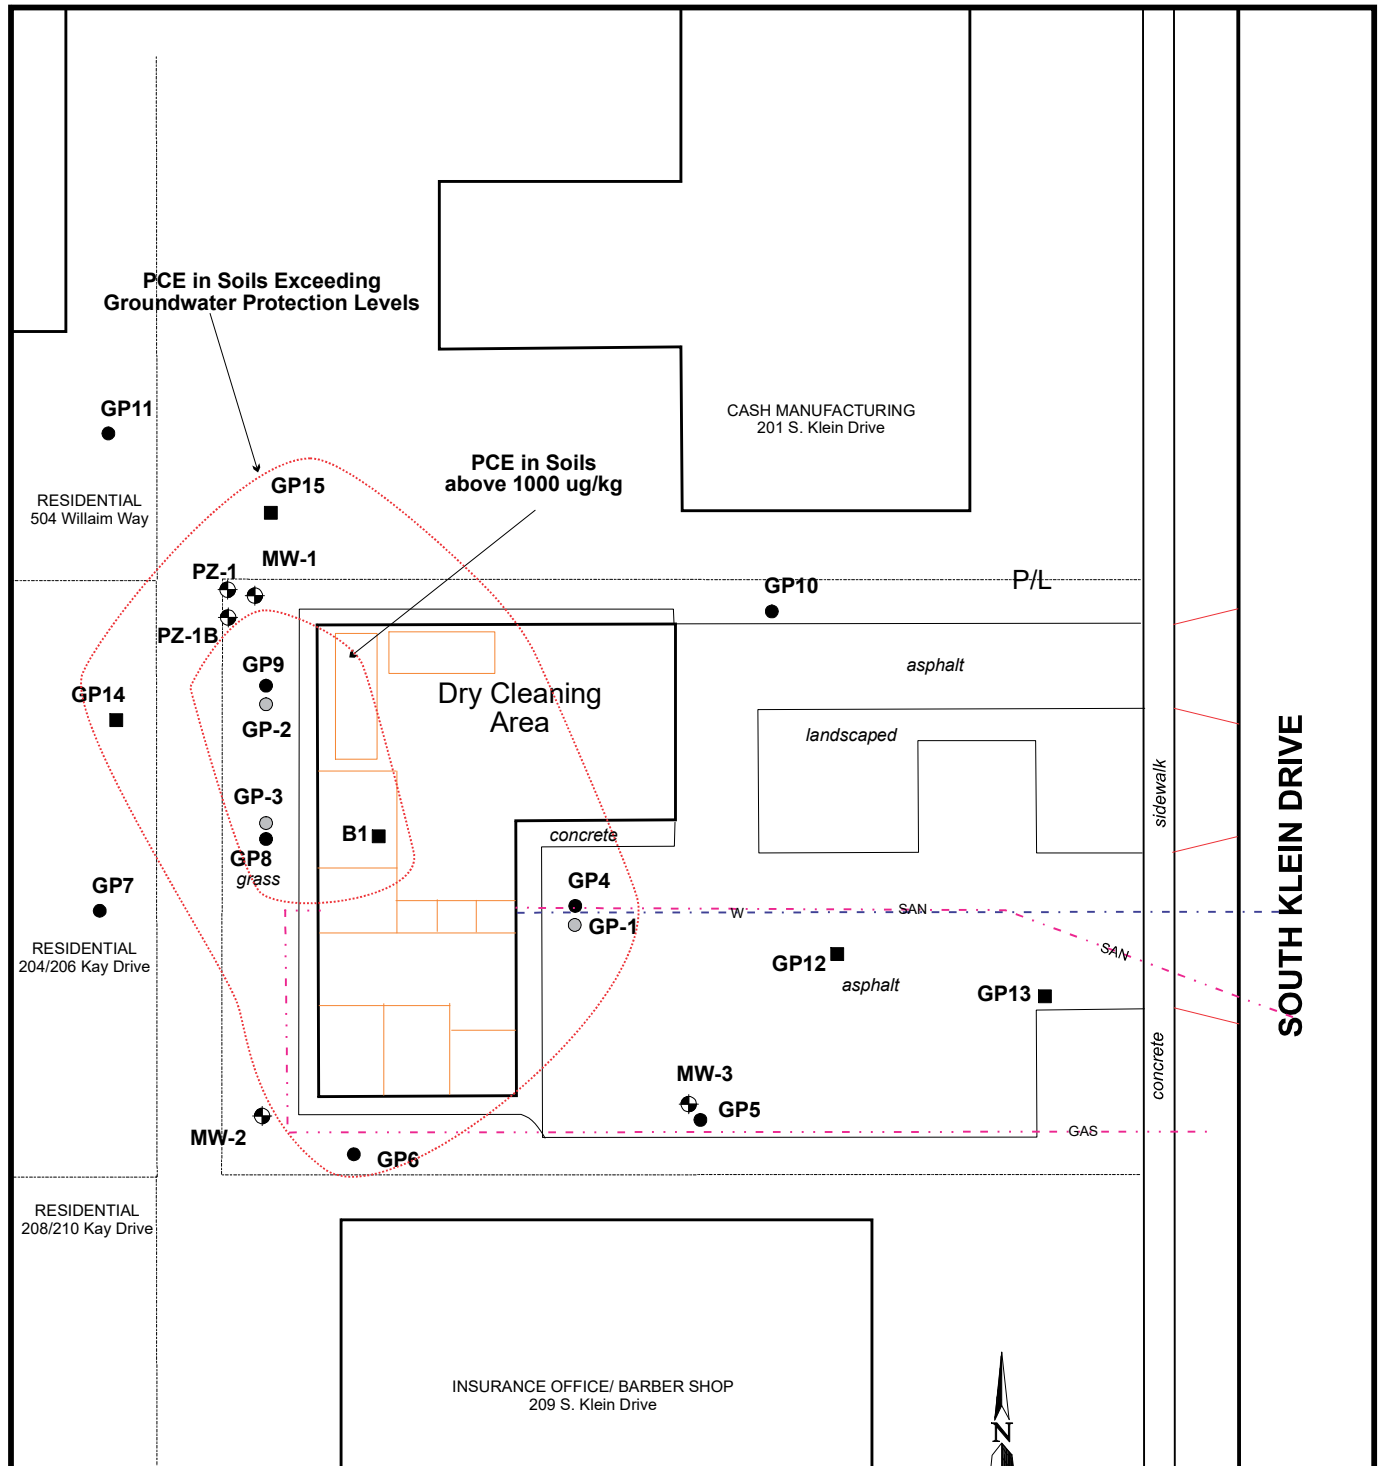 PCE in Soils Exceeding
Groundwater Protection Levels
GP11
CASH MANUFACTURING
201 S. Klein Drive
PCE in Soils
above 1000 ug/kg
RESIDENTIAL
504 Willaim Way
GP15
MW-1
PZ-1
P/L
GP10
PZ-1B
GP9
asphalt
GP14
Dry Cleaning
Area
GP-2
landscaped
SOUTH KLEIN DRIVE
sidewalk
GP-3
B1
concrete
GP8
grass
GP4
GP7
W
SAN
GP-1
RESIDENTIAL
204/206 Kay Drive
SAN
GP12
asphalt
GP13
concrete
MW-3
GP5
MW-2
GAS
GP6
RESIDENTIAL
208/210 Kay Drive
INSURANCE OFFICE/ BARBER SHOP
209 S. Klein Drive
N